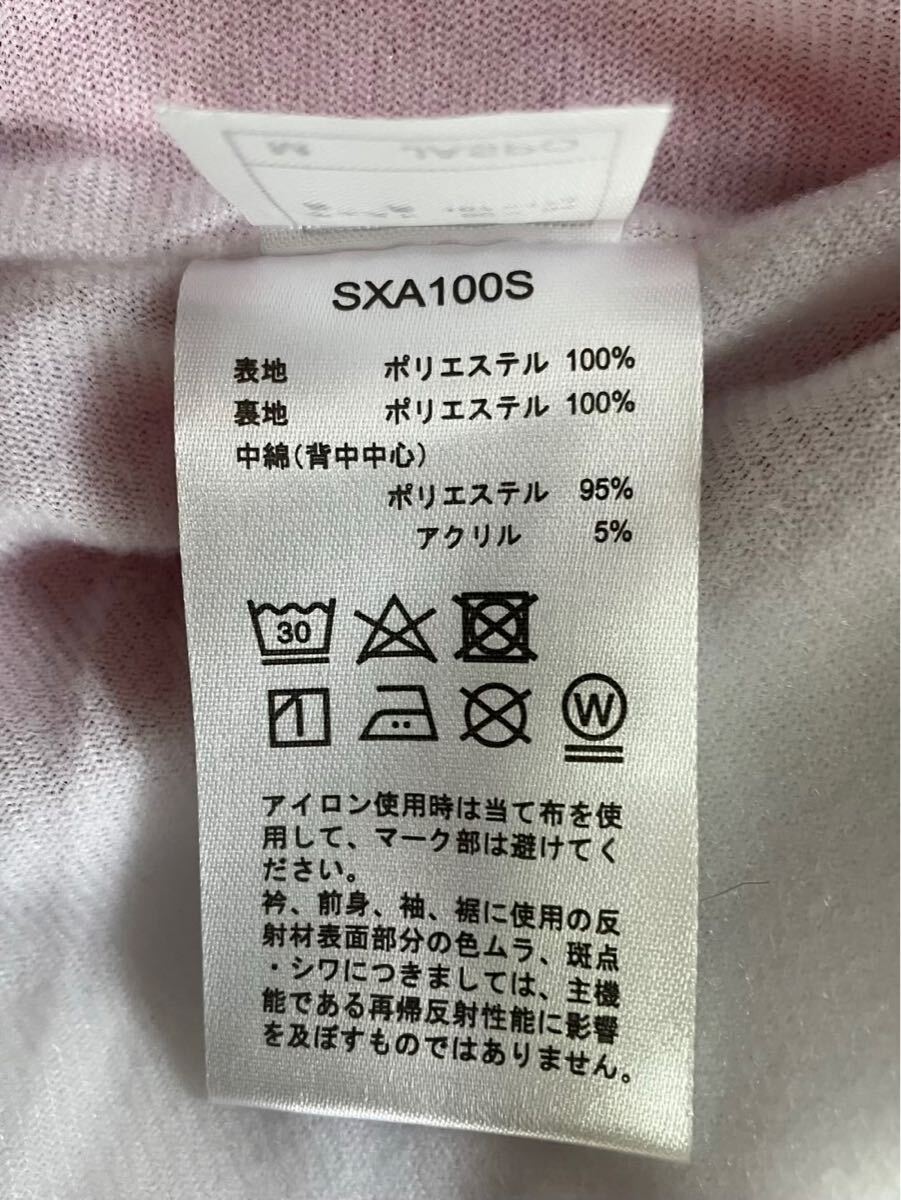 M JASPO
SXA100S
表地 ポリエステル 100%
裏地 ポリエステル 100%
中綿(背中中心)
ポリエステル 95%
アクリル 5%
30
W
アイロン使用時は当て布を使
用して、マーク部は避けてく
ださい。
衿、前身、袖、裾に使用の反
射材表面部分の色ムラ、斑点
・シワにつきましては、主機
能である再帰反射性能に影響
を及ぼすものではありません。